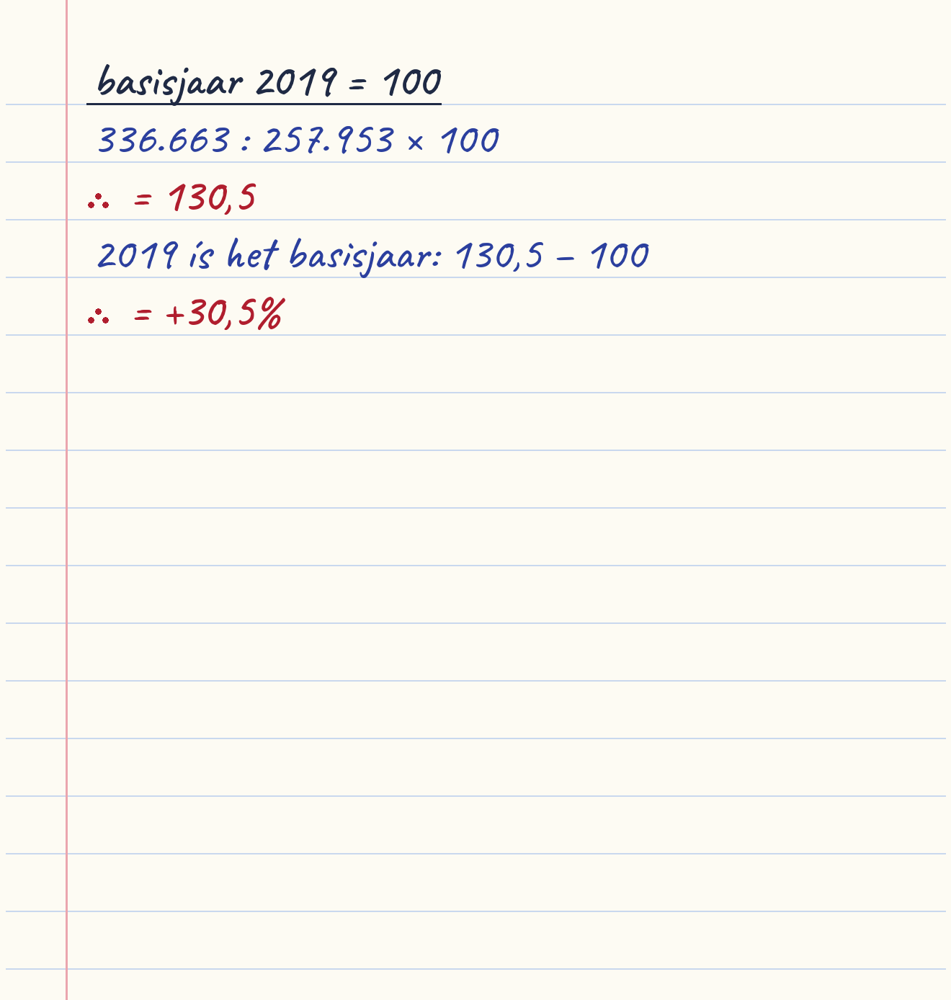 basisjaar 2019 = 100
336.663 : 257.953 × 100
∴ = 130,5
2019 is het basisjaar: 130,5 – 100
∴ = +30,5%